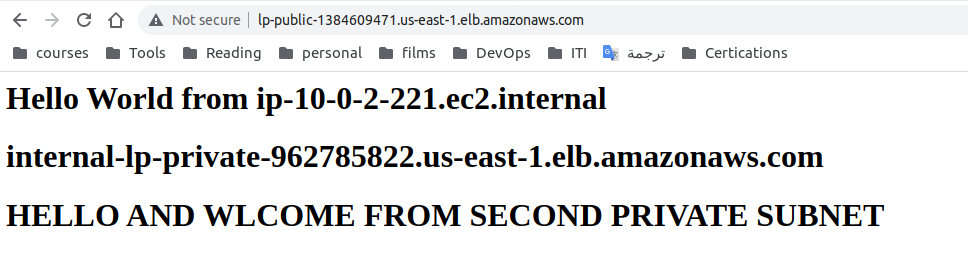 Not secure lp-public-1384609471.us-east-1.elb.amazonaws.com
courses Tools Reading personal films DevOps ITI ترجمة Certications
Hello World from ip-10-0-2-221.ec2.internal
internal-lp-private-962785822.us-east-1.elb.amazonaws.com
HELLO AND WLCOME FROM SECOND PRIVATE SUBNET